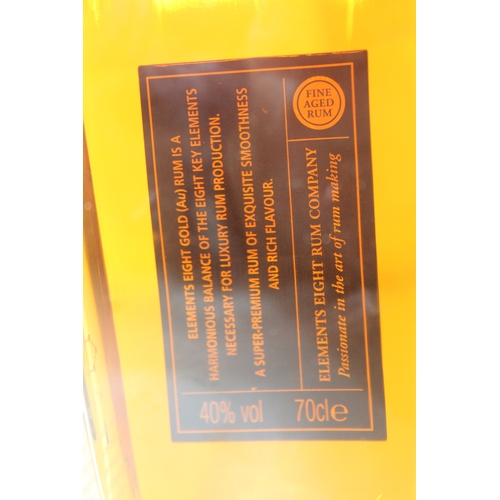 ELEMENTS EIGHT GOLD (Au) RUM IS A
HARMONIOUS BALANCE OF THE EIGHT KEY ELEMENTS
NECESSARY FOR LUXURY RUM PRODUCTION.
A SUPER-PREMIUM RUM OF EXQUISITE SMOOTHNESS
AND RICH FLAVOUR.
FINE
AGED
RUM
ELEMENTS EIGHT RUM COMPANY
Passionate in the art of rum making
40% vol
70cl℮